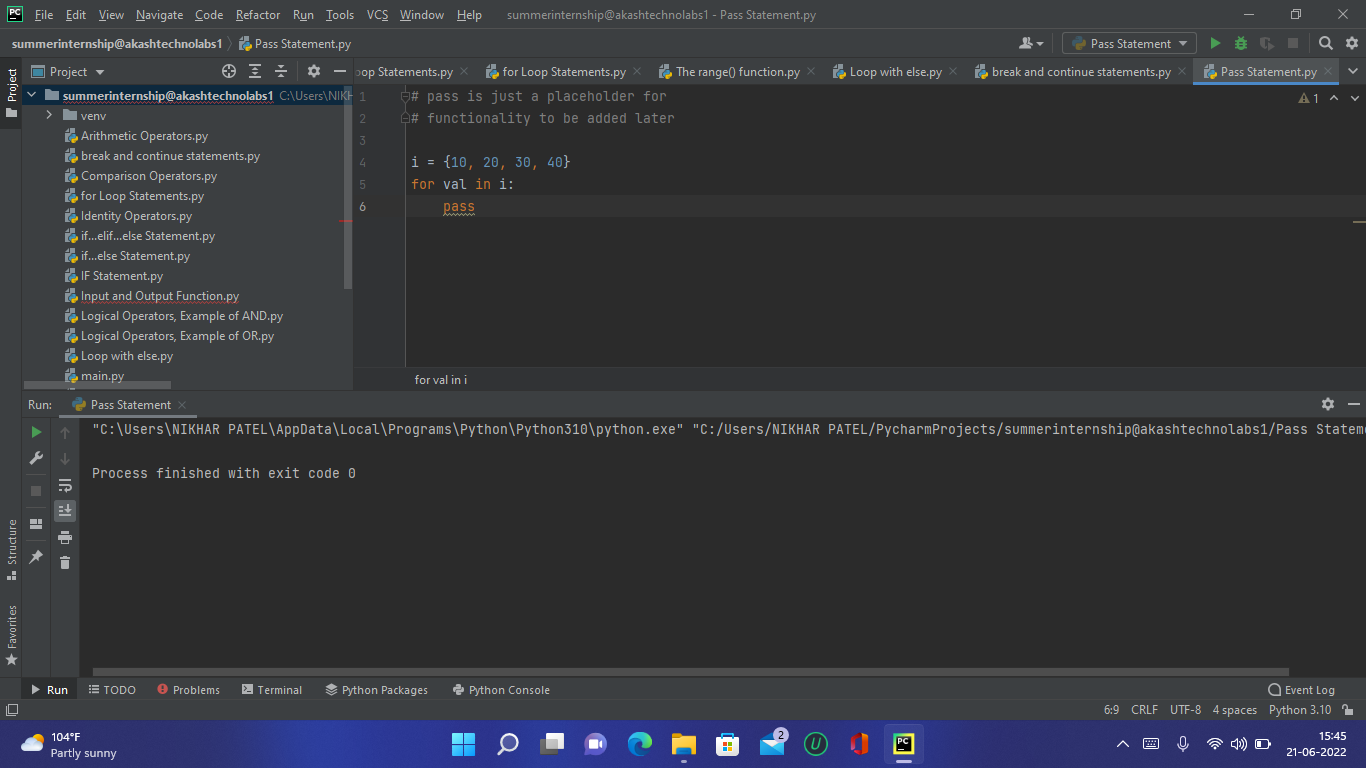 PC File Edit View Navigate Code Refactor Run Tools VCS Window Help summerinternship@akashtechnolabs1 - Pass Statement.py
summerinternship@akashtechnolabs1 Pass Statement.py Pass Statement
Project
Project
oop Statements.py for Loop Statements.py The range() function.py Loop with else.py break and continue statements.py Pass Statement.py
summerinternship@akashtechnolabs1 C:\Users\NIKH
venv
Arithmetic Operators.py
break and continue statements.py
Comparison Operators.py
for Loop Statements.py
Identity Operators.py
if...elif...else Statement.py
if...else Statement.py
IF Statement.py
Input and Output Function.py
Logical Operators, Example of AND.py
Logical Operators, Example of OR.py
Loop with else.py
main.py
1 # pass is just a placeholder for
2 # functionality to be added later
3
4 i = {10, 20, 30, 40}
5 for val in i:
6 pass
1
for val in i
Run: Pass Statement
"C:\Users\NIKHAR PATEL\AppData\Local\Programs\Python\Python310\python.exe" "C:/Users/NIKHAR PATEL/PycharmProjects/summerinternship@akashtechnolabs1/Pass Stateme
Process finished with exit code 0
Structure
Favorites
Run TODO Problems Terminal Python Packages Python Console Event Log
6:9 CRLF UTF-8 4 spaces Python 3.10
104°F
Partly sunny
2
PC
15:45
21-06-2022